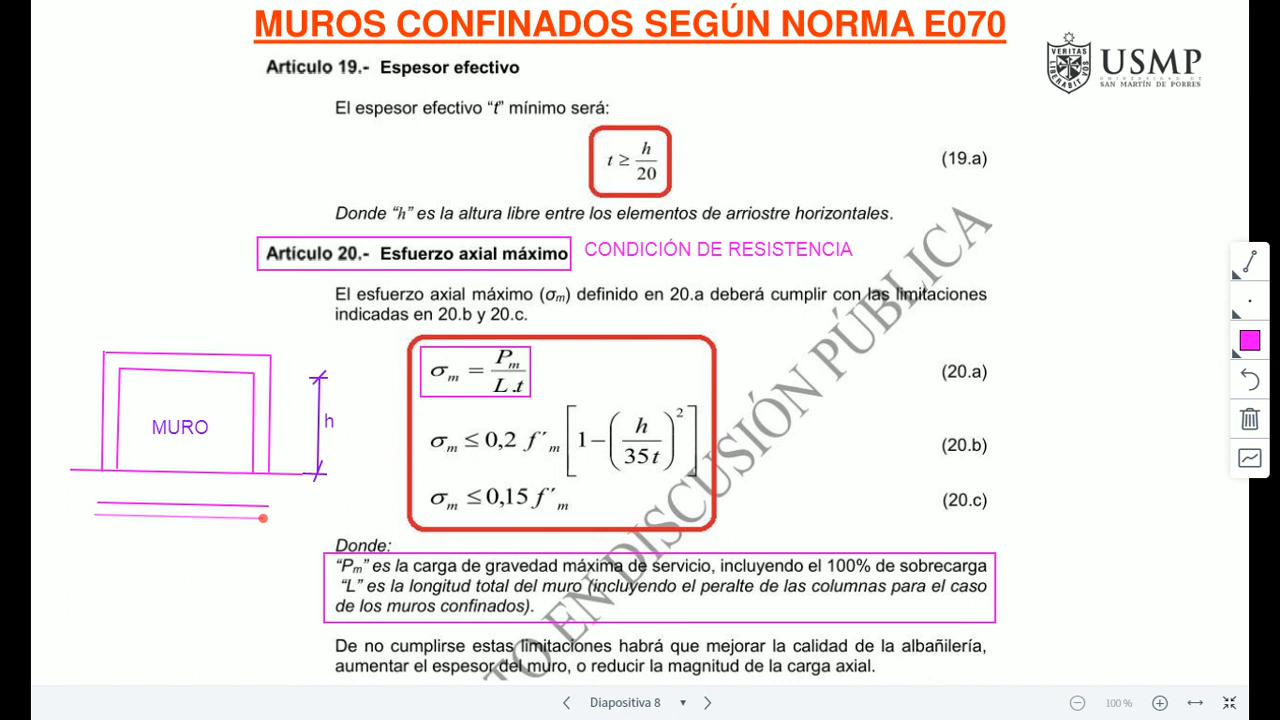 MUROS CONFINADOS SEGÚN NORMA E070
VERITAS
LIBERABIT
VOS
USMP
UNIVERSIDAD DE
SAN MARTÍN DE PORRES
Artículo 19.- Espesor efectivo
El espesor efectivo “t” mínimo será:
t ≥ h/20 (19.a)
Donde “h” es la altura libre entre los elementos de arriostre horizontales.
Artículo 20.- Esfuerzo axial máximo CONDICIÓN DE RESISTENCIA
El esfuerzo axial máximo (σm) definido en 20.a deberá cumplir con las limitaciones
indicadas en 20.b y 20.c.
σm = Pm / L.t (20.a)
σm ≤ 0,2 f´m [1 – (h / 35t)²] (20.b)
σm ≤ 0,15 f´m (20.c)
MURO
h
Donde:
“Pm” es la carga de gravedad máxima de servicio, incluyendo el 100% de sobrecarga
“L” es la longitud total del muro (incluyendo el peralte de las columnas para el caso
de los muros confinados).
De no cumplirse estas limitaciones habrá que mejorar la calidad de la albañilería,
aumentar el espesor del muro, o reducir la magnitud de la carga axial.
TO EN DISCUSIÓN PÚBLICA
Diapositiva 8
100 %